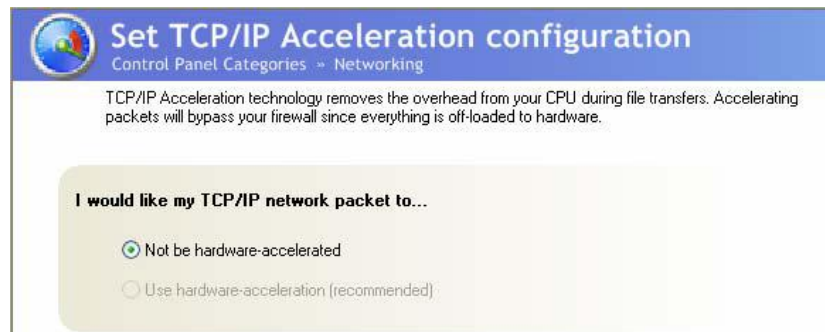 Set TCP/IP Acceleration configuration
Control Panel Categories » Networking
TCP/IP Acceleration technology removes the overhead from your CPU during file transfers. Accelerating
packets will bypass your firewall since everything is off-loaded to hardware.
I would like my TCP/IP network packet to...
Not be hardware-accelerated
Use hardware-acceleration (recommended)